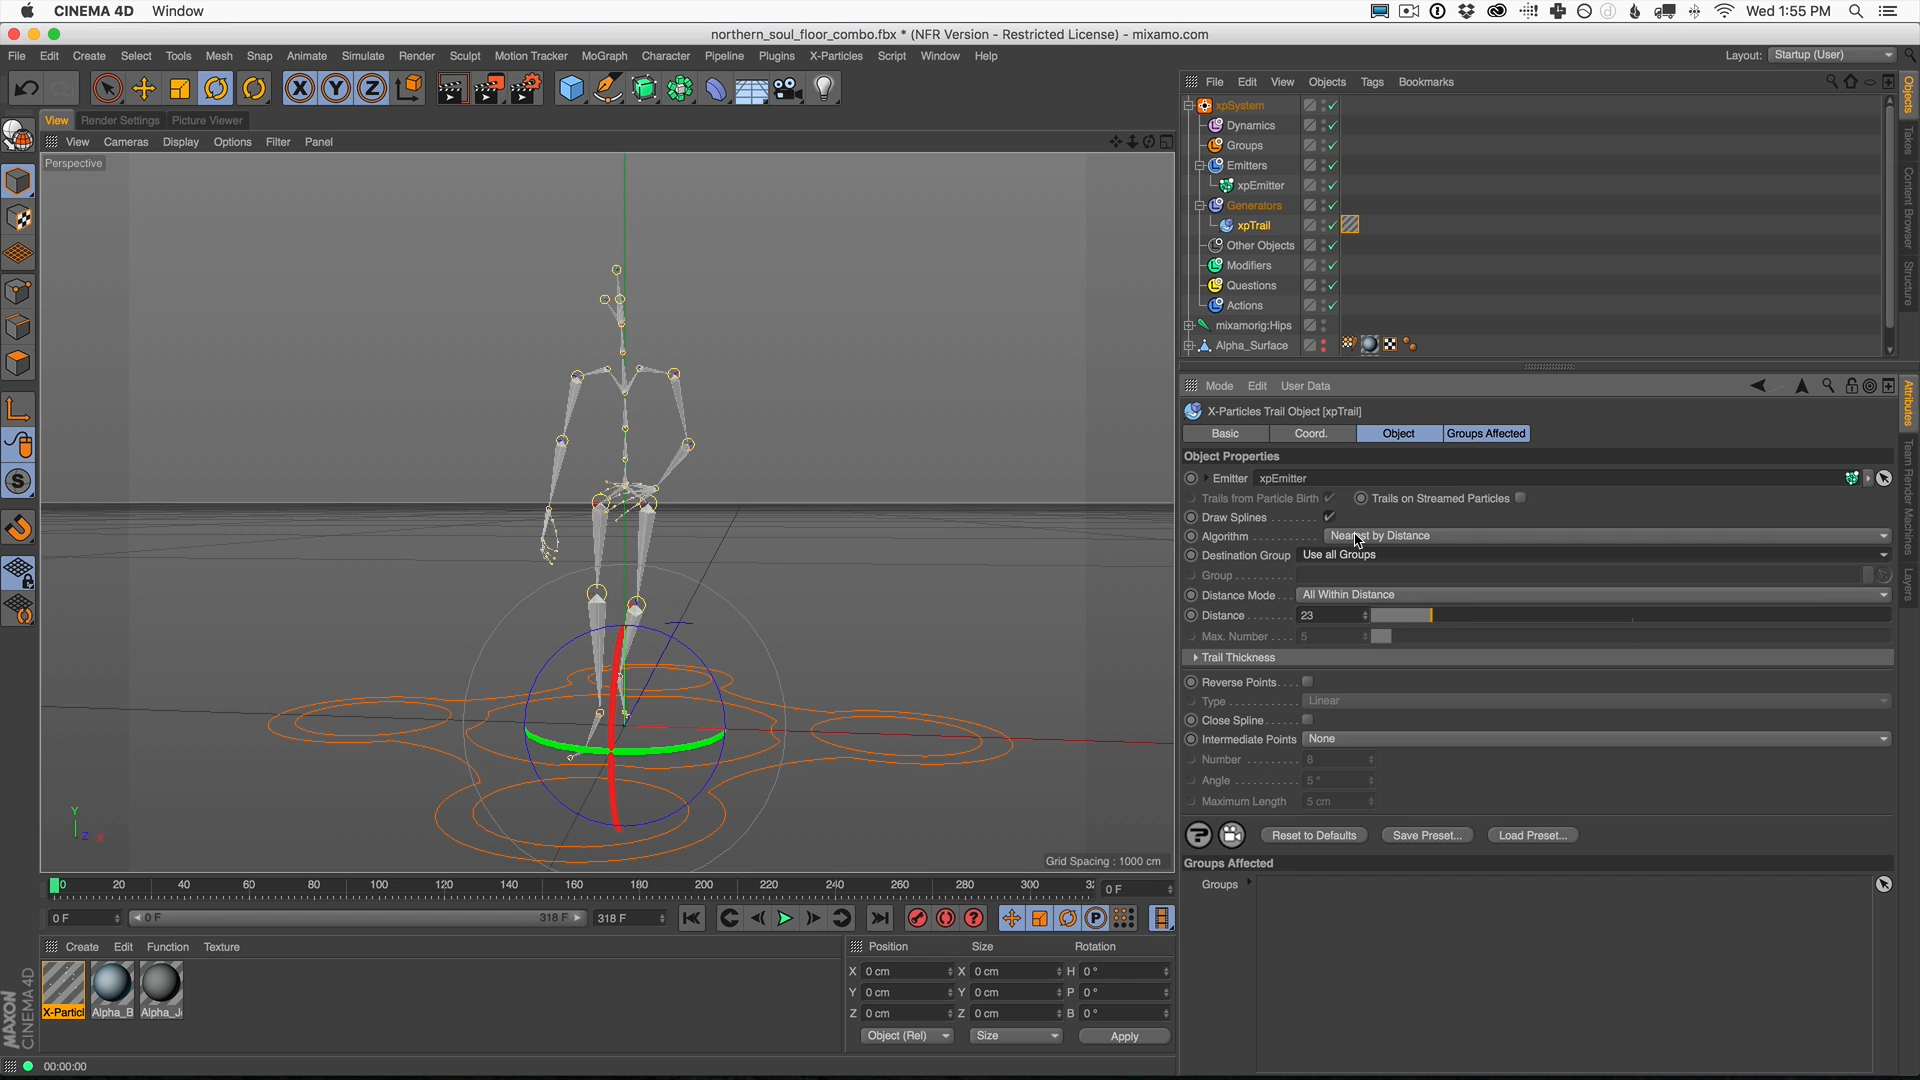 CINEMA 4D Window Wed 1:55 PM
northern_soul_floor_combo.fbx * (NFR Version - Restricted License) - mixamo.com
File Edit Create Select Tools Mesh Snap Animate Simulate Render Sculpt Motion Tracker MoGraph Character Pipeline Plugins X-Particles Script Window Help Layout: Startup (User)
X Y Z
File Edit View Objects Tags Bookmarks
View Render Settings Picture Viewer
View Cameras Display Options Filter Panel
Perspective
xpSystem
Dynamics
Groups
Emitters
xpEmitter
Generators
xpTrail
Other Objects
Modifiers
Questions
Actions
mixamorig:Hips
Alpha_Surface
Objects
Takes
Content Browser
Structure
Mode Edit User Data
X-Particles Trail Object [xpTrail]
Basic Coord. Object Groups Affected
Object Properties
Emitter xpEmitter
Trails from Particle Birth Trails on Streamed Particles
Draw Splines
Algorithm Nearest by Distance
Destination Group Use all Groups
Group
Distance Mode All Within Distance
Distance 23
Max. Number 5
Trail Thickness
Reverse Points
Type Linear
Close Spline
Intermediate Points None
Number 8
Angle 5 °
Maximum Length 5 cm
Reset to Defaults Save Preset... Load Preset...
Groups Affected
Groups
Attributes
Team Render Machines
Layers
Y
Z X
Grid Spacing : 1000 cm
0 20 40 60 80 100 120 140 160 180 200 220 240 260 280 300 3 0 F
0 F 0 F 318 F 318 F
P
Create Edit Function Texture
X-Particl Alpha_B Alpha_J
Position Size Rotation
X 0 cm X 0 cm H 0 °
Y 0 cm Y 0 cm P 0 °
Z 0 cm Z 0 cm B 0 °
Object (Rel) Size Apply
MAXON
CINEMA 4D
00:00:00